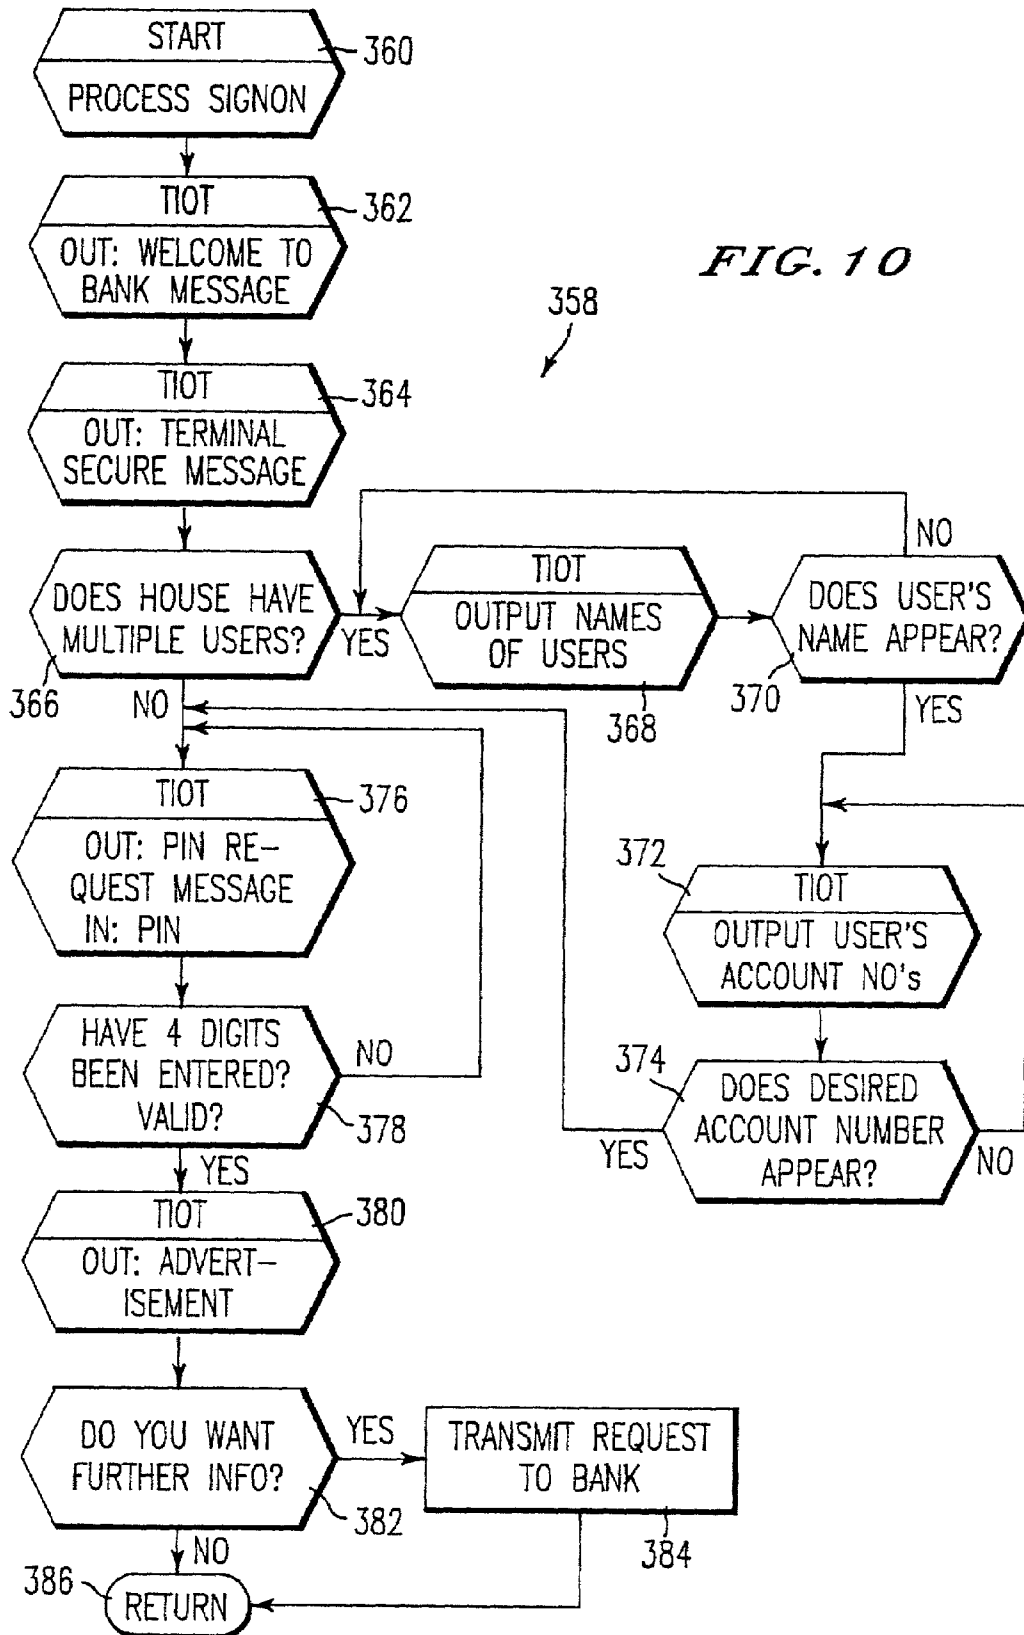 START
360
PROCESS SIGNON
TIOT
362
OUT: WELCOME TO
BANK MESSAGE
FIG. 10
358
TIOT
364
OUT: TERMINAL
SECURE MESSAGE
DOES HOUSE HAVE
MULTIPLE USERS?
366
YES
NO
TIOT
OUTPUT NAMES
OF USERS
368
NO
DOES USER'S
NAME APPEAR?
370
YES
TIOT
376
OUT: PIN RE-
QUEST MESSAGE
IN: PIN
372
TIOT
OUTPUT USER'S
ACCOUNT NO's
HAVE 4 DIGITS
BEEN ENTERED?
VALID?
NO
378
YES
374
DOES DESIRED
ACCOUNT NUMBER
APPEAR?
YES
NO
TIOT
380
OUT: ADVERT-
ISEMENT
DO YOU WANT
FURTHER INFO?
YES
382
NO
TRANSMIT REQUEST
TO BANK
384
386
RETURN